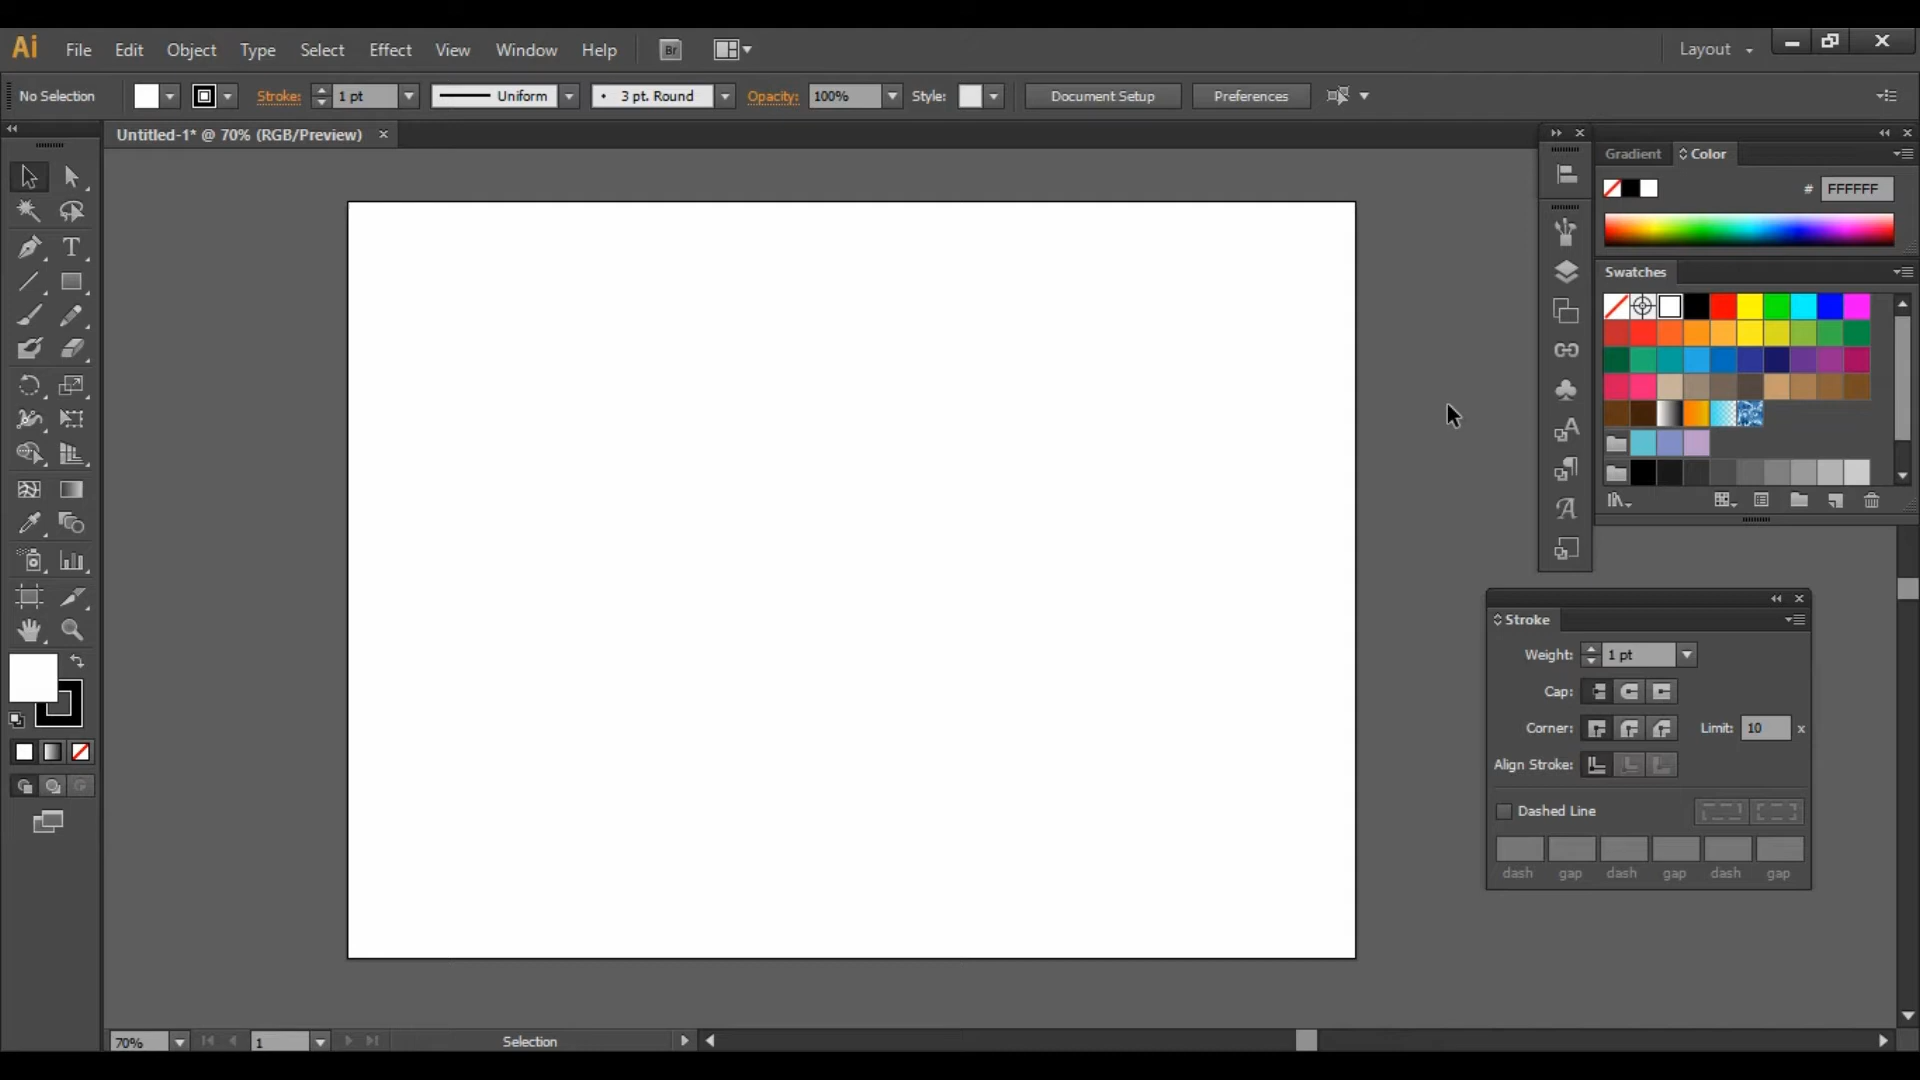 Ai File Edit Object Type Select Effect View Window Help Br Layout
No Selection Stroke: 1 pt Uniform 3 pt. Round Opacity: 100% Style: Document Setup Preferences
Untitled-1* @ 70% (RGB/Preview)
Gradient Color
# FFFFFF
Swatches
Stroke
Weight: 1 pt
Cap:
Corner: Limit: 10 x
Align Stroke:
Dashed Line
dash gap dash gap dash gap
70% 1 Selection